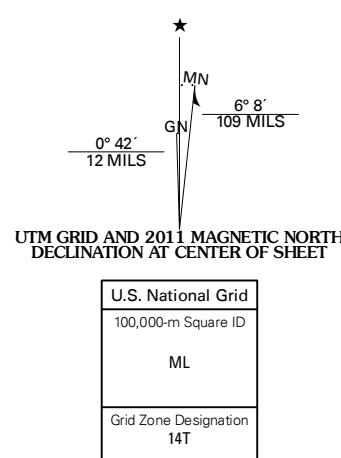 ★
MN
GN
6° 8´
109 MILS
0° 42´
12 MILS
UTM GRID AND 2011 MAGNETIC NORTH
DECLINATION AT CENTER OF SHEET
U.S. National Grid
100,000-m Square ID
ML
Grid Zone Designation
14T